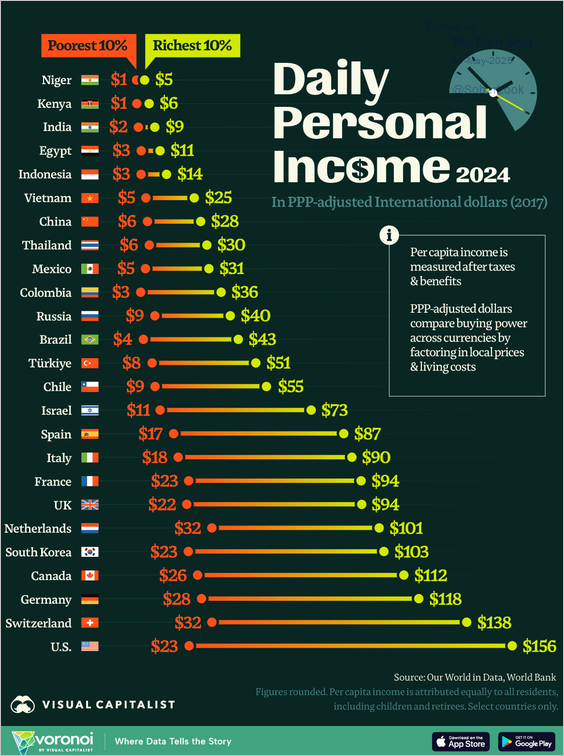 Poorest 10% Richest 10%
Niger $1 $5
Kenya $1 $6
India $2 $9
Egypt $3 $11
Indonesia $3 $14
Vietnam $5 $25
China $6 $28
Thailand $6 $30
Mexico $5 $31
Colombia $3 $36
Russia $9 $40
Brazil $4 $43
Türkiye $8 $51
Chile $9 $55
Israel $11 $73
Spain $17 $87
Italy $18 $90
France $23 $94
UK $22 $94
Netherlands $32 $101
South Korea $23 $103
Canada $26 $112
Germany $28 $118
Switzerland $32 $138
U.S. $23 $156
May-2025
Daily
Personal
Income 2024
In PPP-adjusted International dollars (2017)
i
Per capita income is
measured after taxes
& benefits
PPP-adjusted dollars
compare buying power
across currencies by
factoring in local prices
& living costs
Source: Our World in Data, World Bank
Figures rounded. Per capita income is attributed equally to all residents,
including children and retirees. Select countries only.
VISUAL CAPITALIST
voronoi
BY VISUAL CAPITALIST
Where Data Tells the Story
Download on the
App Store
GET IT ON
Google Play